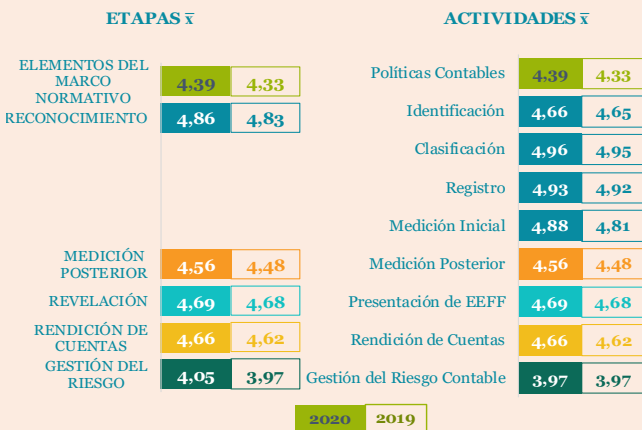 ETAPAS x̅
ELEMENTOS DEL
MARCO
NORMATIVO
4,39 4,33
RECONOCIMIENTO 4,86 4,83
MEDICIÓN
POSTERIOR
4,56 4,48
REVELACIÓN 4,69 4,68
RENDICIÓN DE
CUENTAS
4,66 4,62
GESTIÓN DEL
RIESGO
4,05 3,97
ACTIVIDADES x̅
Políticas Contables 4,39 4,33
Identificación 4,66 4,65
Clasificación 4,96 4,95
Registro 4,93 4,92
Medición Inicial 4,88 4,81
Medición Posterior 4,56 4,48
Presentación de EEFF 4,69 4,68
Rendición de Cuentas 4,66 4,62
Gestión del Riesgo Contable 3,97 3,97
2020 2019